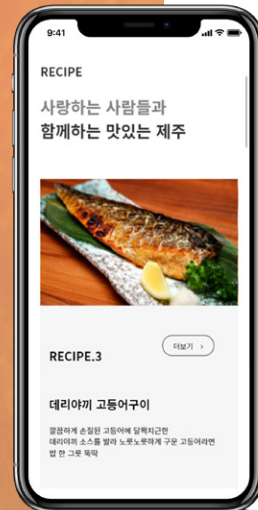 9:41
RECIPE
사랑하는 사람들과
함께하는 맛있는 제주
RECIPE.3
더보기 >
데리야끼 고등어구이
깔끔하게 손질된 고등어에 달짝지근한
데리야끼 소스를 발라 노릇노릇하게 구운 고등어라면
밥 한 그릇 뚝딱